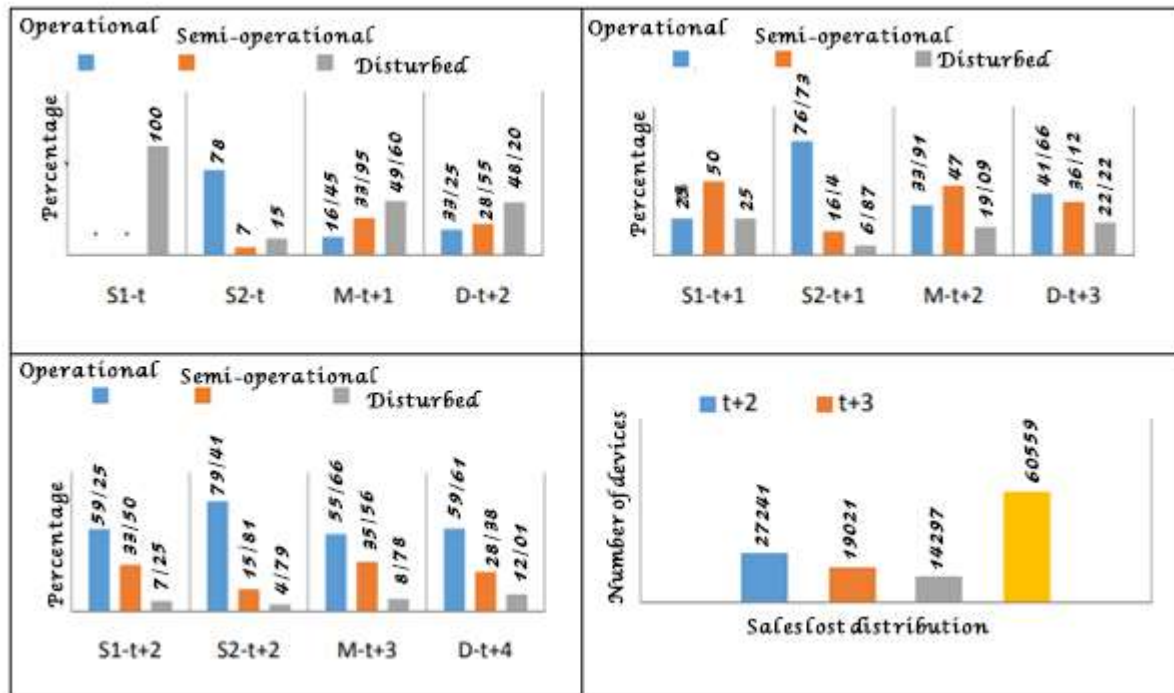 Operational
Semi-operational
Disturbed
Percentage
100
78
7
15
16/45
33/95
49/60
33/25
28/55
48/20
S1-t
S2-t
M-t+1
D-t+2
Operational
Semi-operational
Disturbed
Percentage
50
25
76/73
16/4
6/87
33/91
47
19/09
41/66
36/12
22/22
S1-t+1
S2-t+1
M-t+2
D-t+3
Operational
Semi-operational
Disturbed
Percentage
59/25
33/50
7/25
79/41
15/81
4/79
55/66
35/56
8/78
59/61
28/38
12/01
S1-t+2
S2-t+2
M-t+3
D-t+4
t+2
t+3
Number of devices
27241
19021
14297
60559
Sales lost distribution